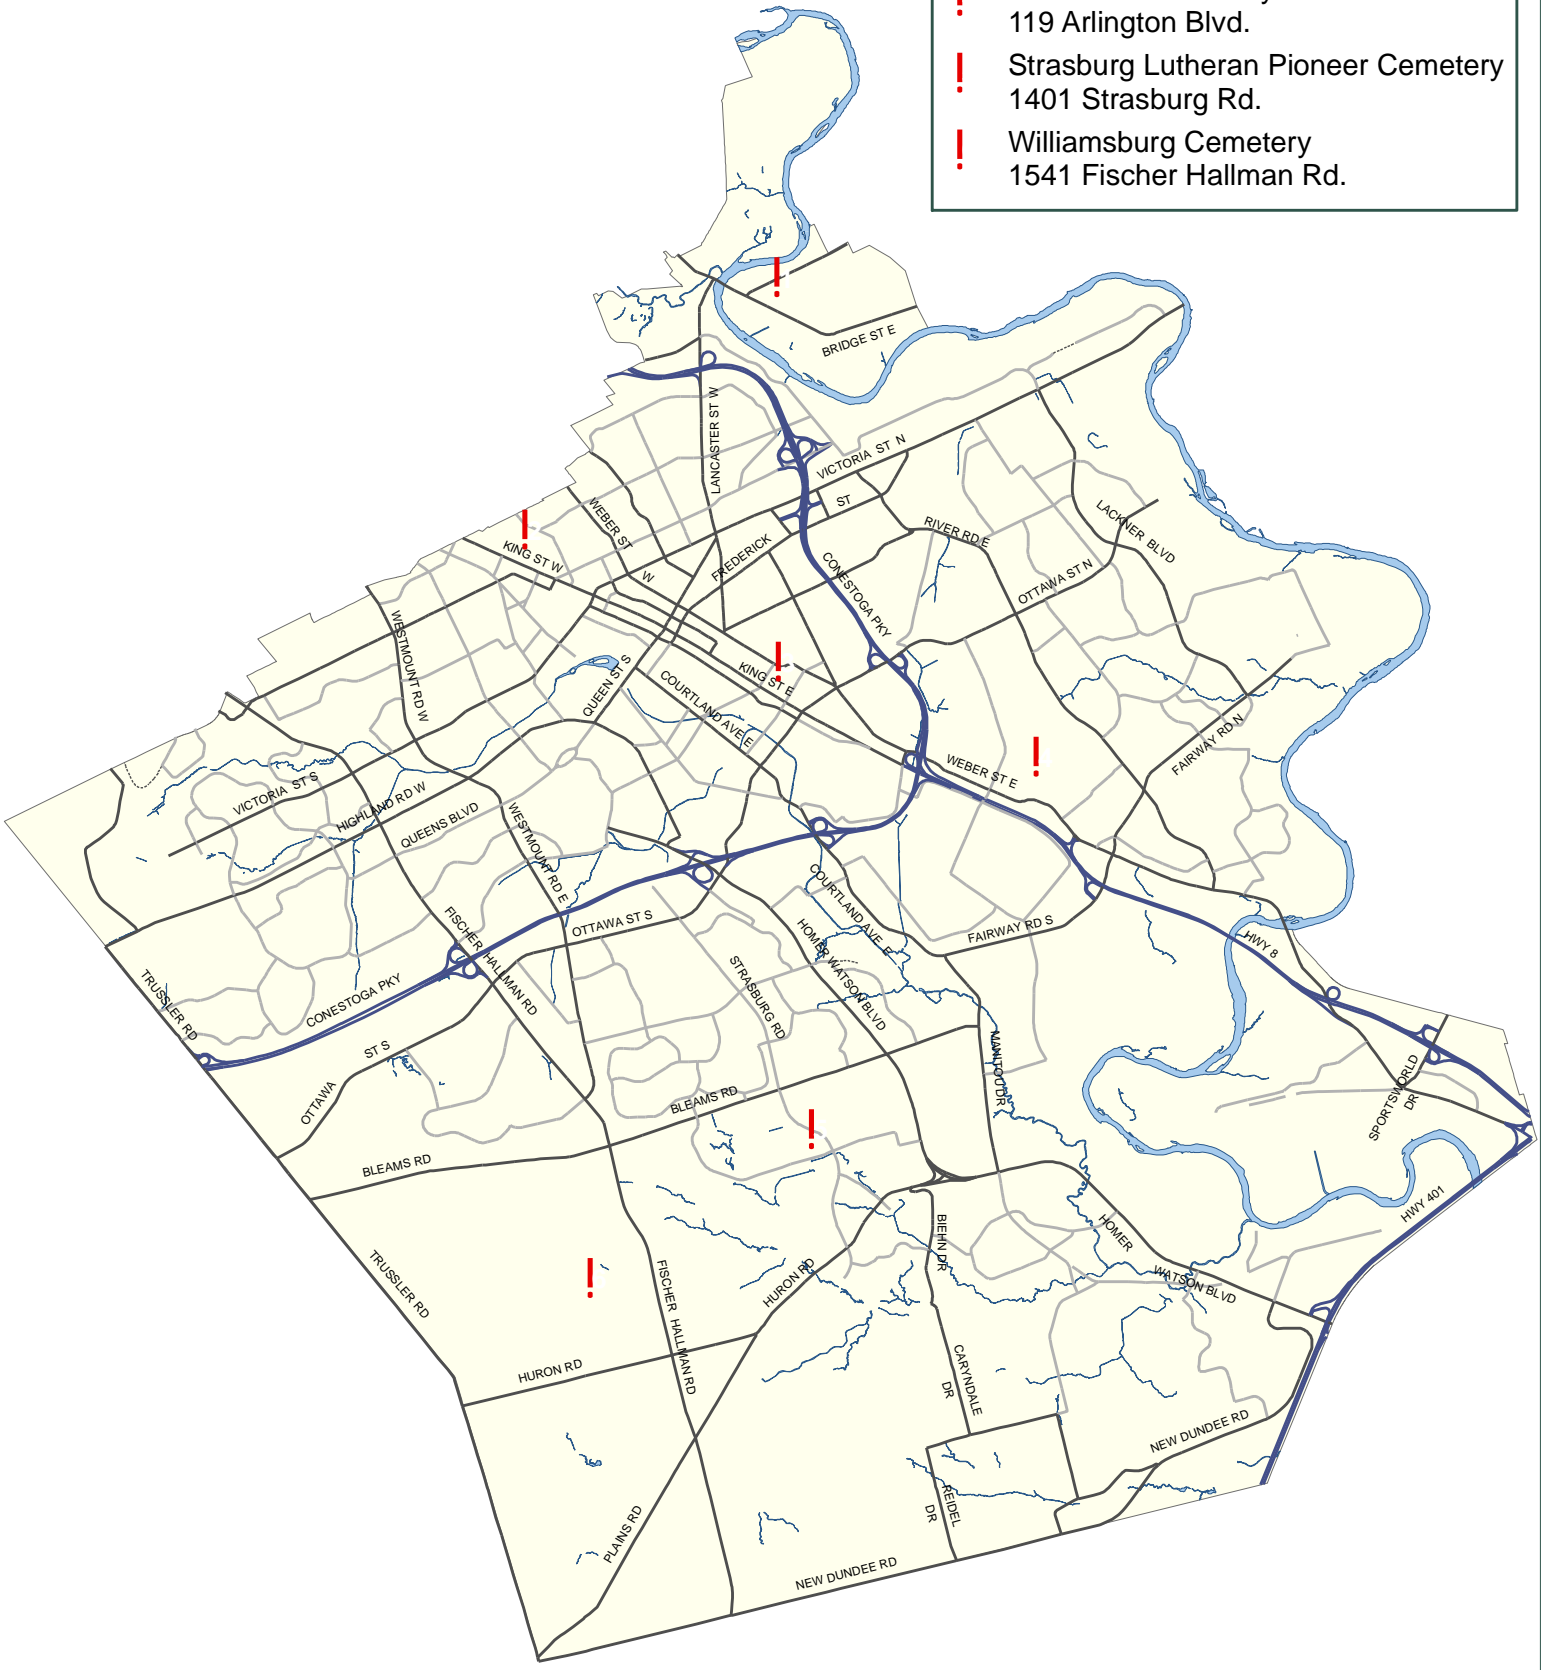 119 Arlington Blvd.
Strasburg Lutheran Pioneer Cemetery
1401 Strasburg Rd.
Williamsburg Cemetery
1541 Fischer Hallman Rd.
BRIDGE ST E
LANCASTER ST W
VICTORIA ST N
ST
FREDERICK
WEBER ST
W
KING ST W
RIVER RD E
LACKNER BLVD
OTTAWA ST N
CONESTOGA PKY
WESTMOUNT RD W
QUEEN ST S
KING ST E
COURTLAND AVE E
FAIRWAY RD N
WEBER ST E
VICTORIA ST S
HIGHLAND RD W
QUEENS BLVD
WESTMOUNT RD E
COURTLAND AVE E
FAIRWAY RD S
HWY 8
OTTAWA ST S
FISCHER HALLMAN RD
HOMER WATSON BLVD
STRASBURG RD
TRUSSLER RD
CONESTOGA PKY
ST S
OTTAWA
MANITOU DR
SPORTSWORLD
DR
BLEAMS RD
BLEAMS RD
HWY 401
TRUSSLER RD
FISCHER HALLMAN RD
HURON RD
BIEHN DR
HOMER
WATSON BLVD
HURON RD
CARYNDALE
DR
NEW DUNDEE RD
PLAINS RD
REIDEL
DR
NEW DUNDEE RD